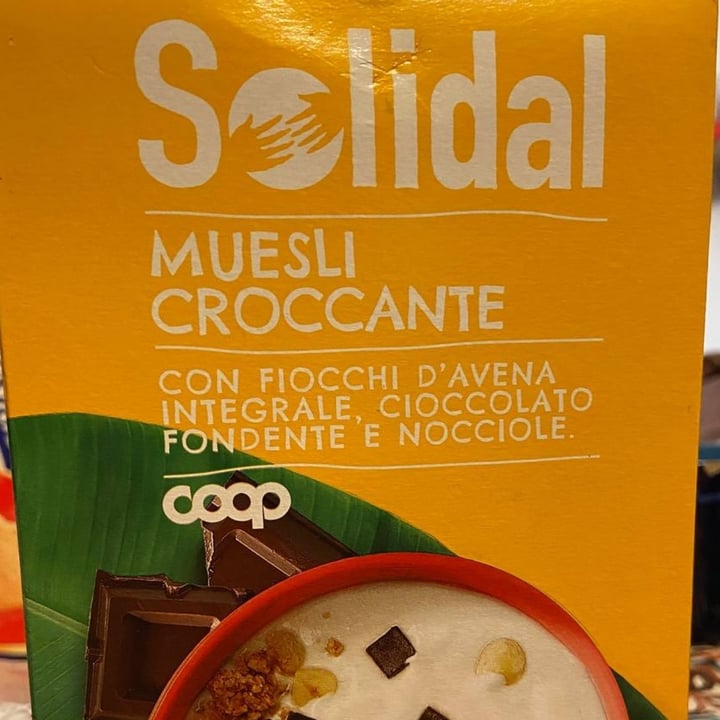 Solidal
MUESLI
CROCCANTE
CON FIOCCHI D'AVENA
INTEGRALE, CIOCCOLATO
FONDENTE E NOCCIOLE.
coop